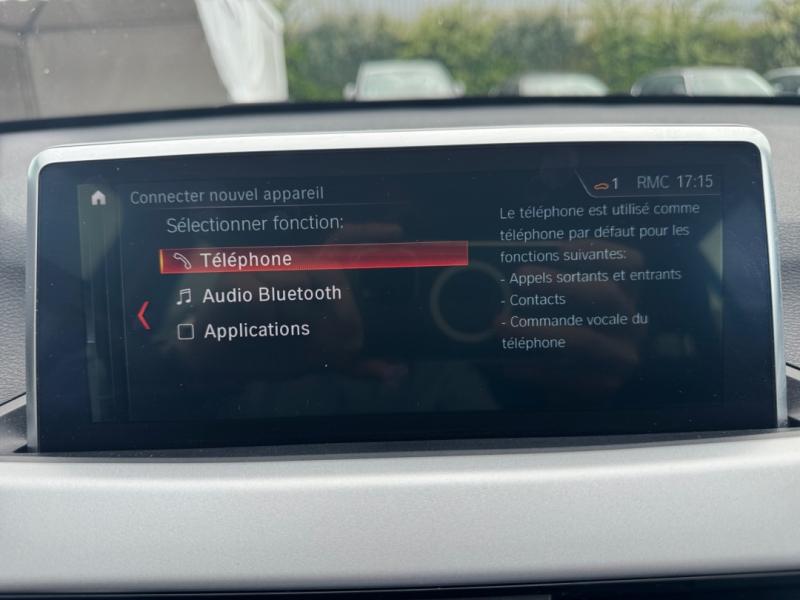 Connecter nouvel appareil
1 RMC 17:15
Sélectionner fonction:
Téléphone
Audio Bluetooth
Applications
Le téléphone est utilisé comme
téléphone par défaut pour les
fonctions suivantes:
- Appels sortants et entrants
- Contacts
- Commande vocale du
téléphone